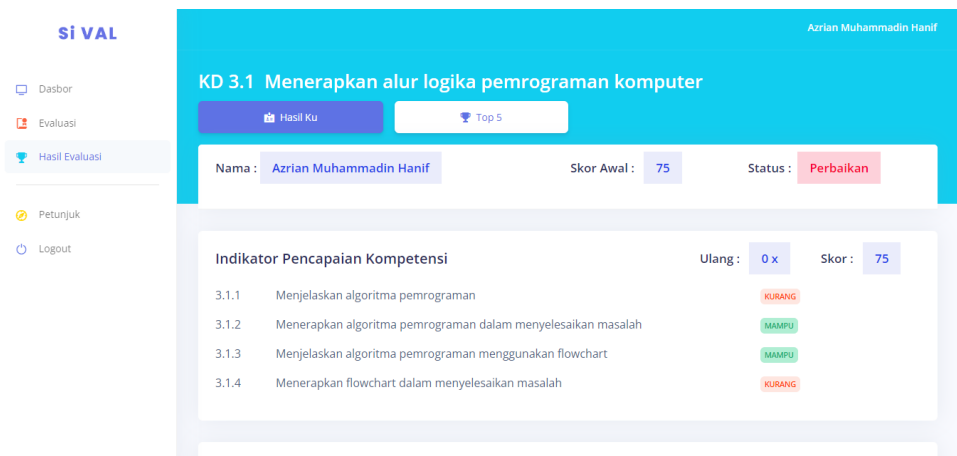 Si VAL
Azrian Muhammadin Hanif
Dasbor
Evaluasi
Hasil Evaluasi
Petunjuk
Logout
KD 3.1 Menerapkan alur logika pemrograman komputer
Hasil Ku
Top 5
Nama : Azrian Muhammadin Hanif Skor Awal : 75 Status : Perbaikan
Indikator Pencapaian Kompetensi Ulang : 0 x Skor : 75
3.1.1 Menjelaskan algoritma pemrograman KURANG
3.1.2 Menerapkan algoritma pemrograman dalam menyelesaikan masalah MAMPU
3.1.3 Menjelaskan algoritma pemrograman menggunakan flowchart MAMPU
3.1.4 Menerapkan flowchart dalam menyelesaikan masalah KURANG